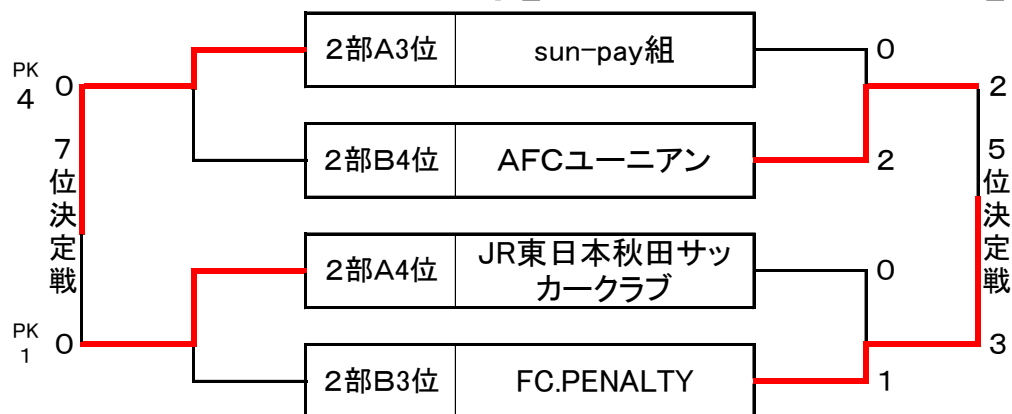 2部A3位 sun-pay組 0
PK
4 0
2
2部B4位 AFCユーニアン 2
7位決定戦
5位決定戦
2部A4位 JR東日本秋田サッ
カークラブ 0
PK
1 0
3
2部B3位 FC.PENALTY 1